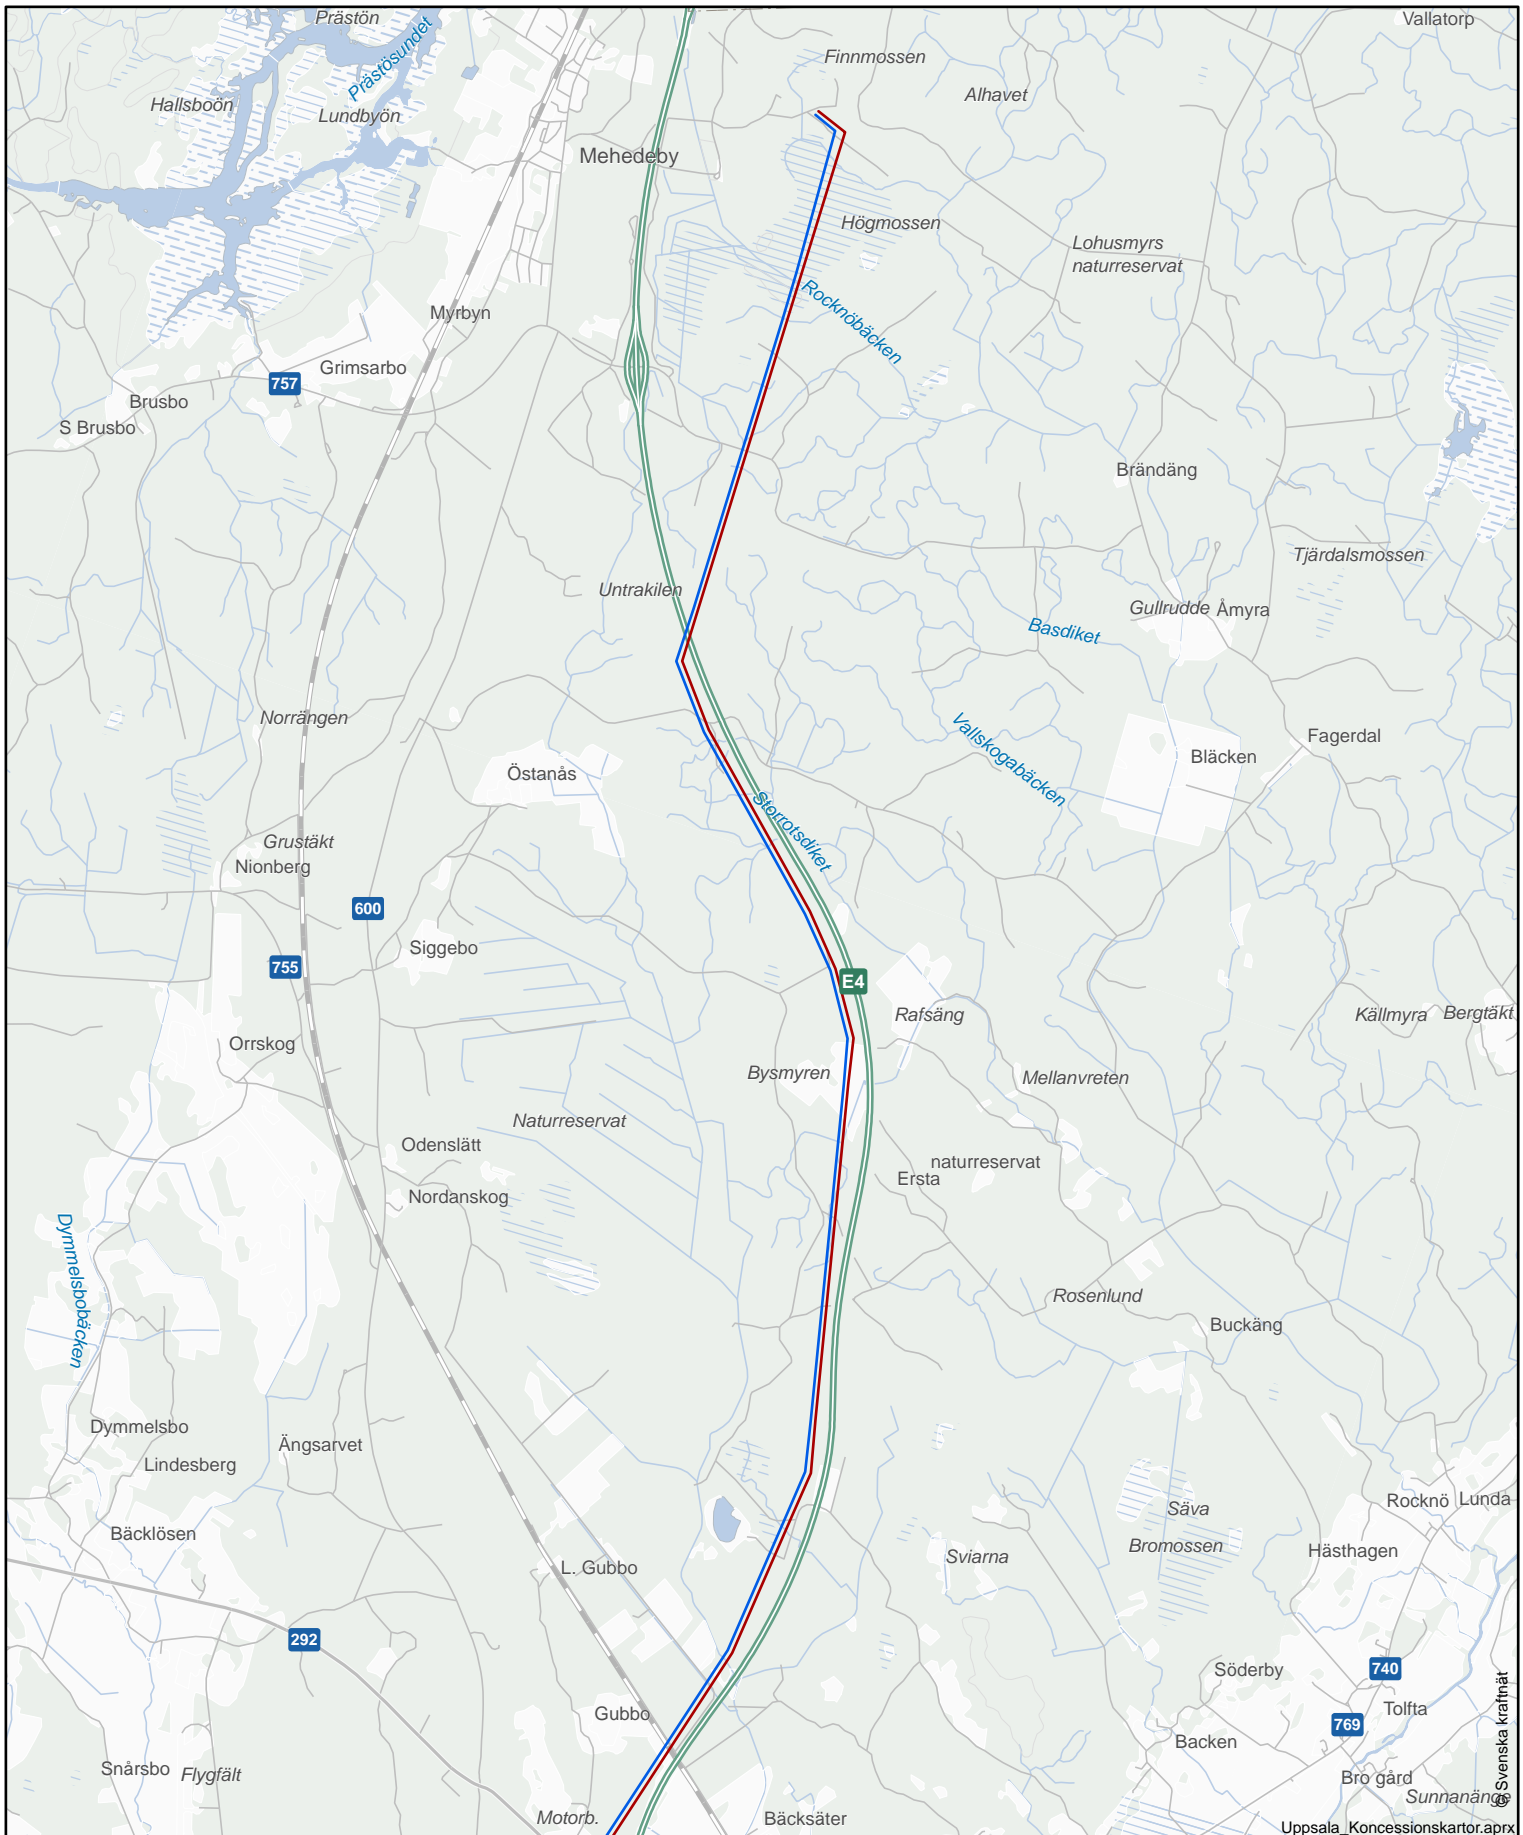 Prästön
Prästösundet
Vallatorp
Finnmossen
Hallsboön
Lundbyön
Alhavet
Mehedeby
Högmossen
Lohusmyrs
naturreservat
Rocknöbäcken
Myrbyn
Grimsarbo
757
Brusbo
S Brusbo
Brändäng
Tjärdalsmossen
Untrakilen
Gullrudde
Åmyra
Basdiket
Norrängen
Vallskogabäcken
Fagerdal
Bläcken
Östanås
Storrotsdiket
Grustäkt
Nionberg
600
Siggebo
755
E4
Rafsäng
Källmyra
Bergtäkt
Orrskog
Bysmyren
Mellanvreten
Naturreservat
Odenslätt
naturreservat
Ersta
Nordanskog
Dymmelsbobäcken
Rosenlund
Buckäng
Dymmelsbo
Ängsarvet
Lindesberg
Rocknö
Lunda
Säva
Bromossen
Bäcklösen
Hästhagen
Sviarna
L. Gubbo
292
Söderby
740
Tolfta
Gubbo
769
Backen
Snårsbo
Flygfält
Bro gård
Sunnanänge
Motorb.
Bäcksäter
© Svenska kraftnät
Uppsala_Koncessionskartor.aprx